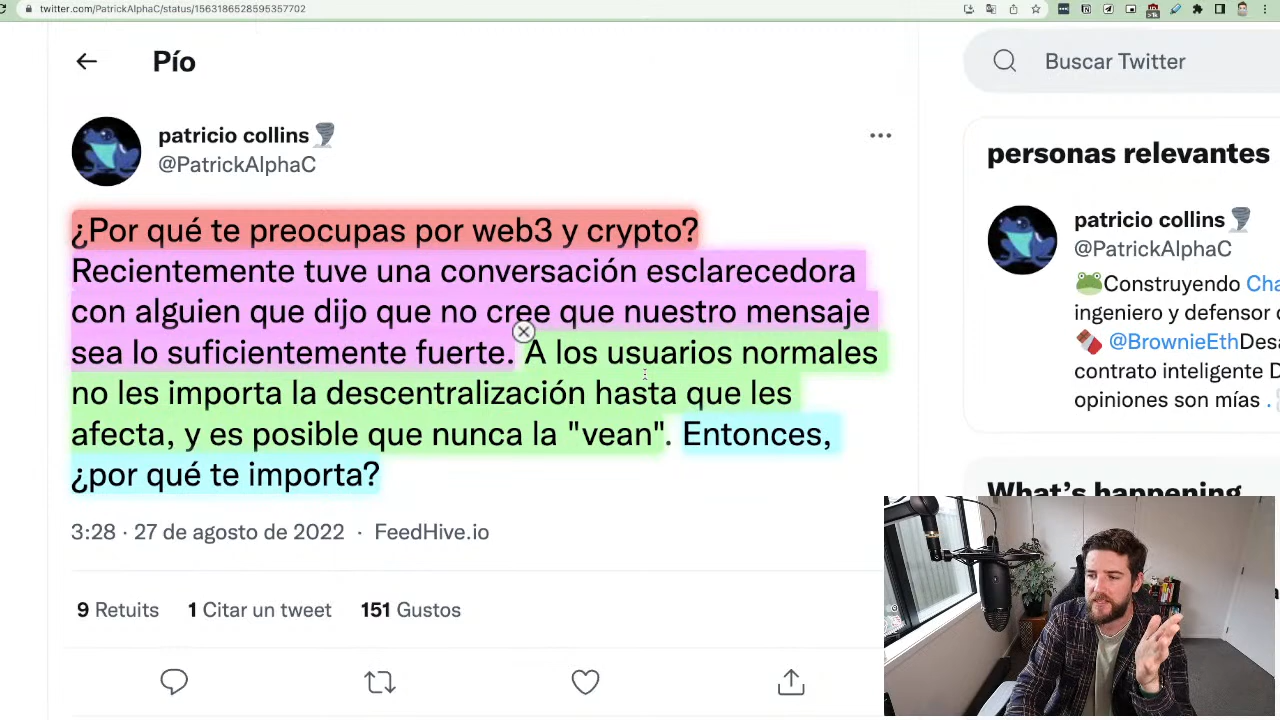 twitter.com/PatrickAlphaC/status/1563186528595357702
Pío
Buscar Twitter
patricio collins
@PatrickAlphaC
¿Por qué te preocupas por web3 y crypto?
Recientemente tuve una conversación esclarecedora
con alguien que dijo que no cree que nuestro mensaje
sea lo suficientemente fuerte. A los usuarios normales
no les importa la descentralización hasta que les
afecta, y es posible que nunca la "vean". Entonces,
¿por qué te importa?
3:28 · 27 de agosto de 2022 · FeedHive.io
9 Retuits 1 Citar un tweet 151 Gustos
personas relevantes
patricio collins
@PatrickAlphaC
Construyendo Cha
ingeniero y defensor
@BrownieEthDesa
contrato inteligente D
opiniones son mías .
What's happening